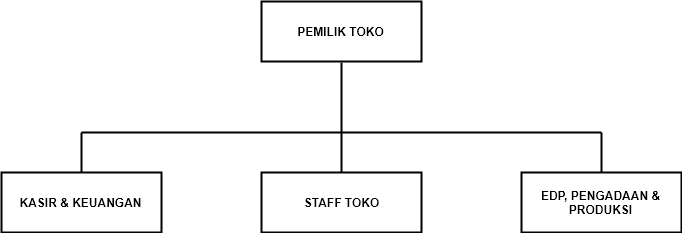 PEMILIK TOKO
KASIR & KEUANGAN
STAFF TOKO
EDP, PENGADAAN &
PRODUKSI